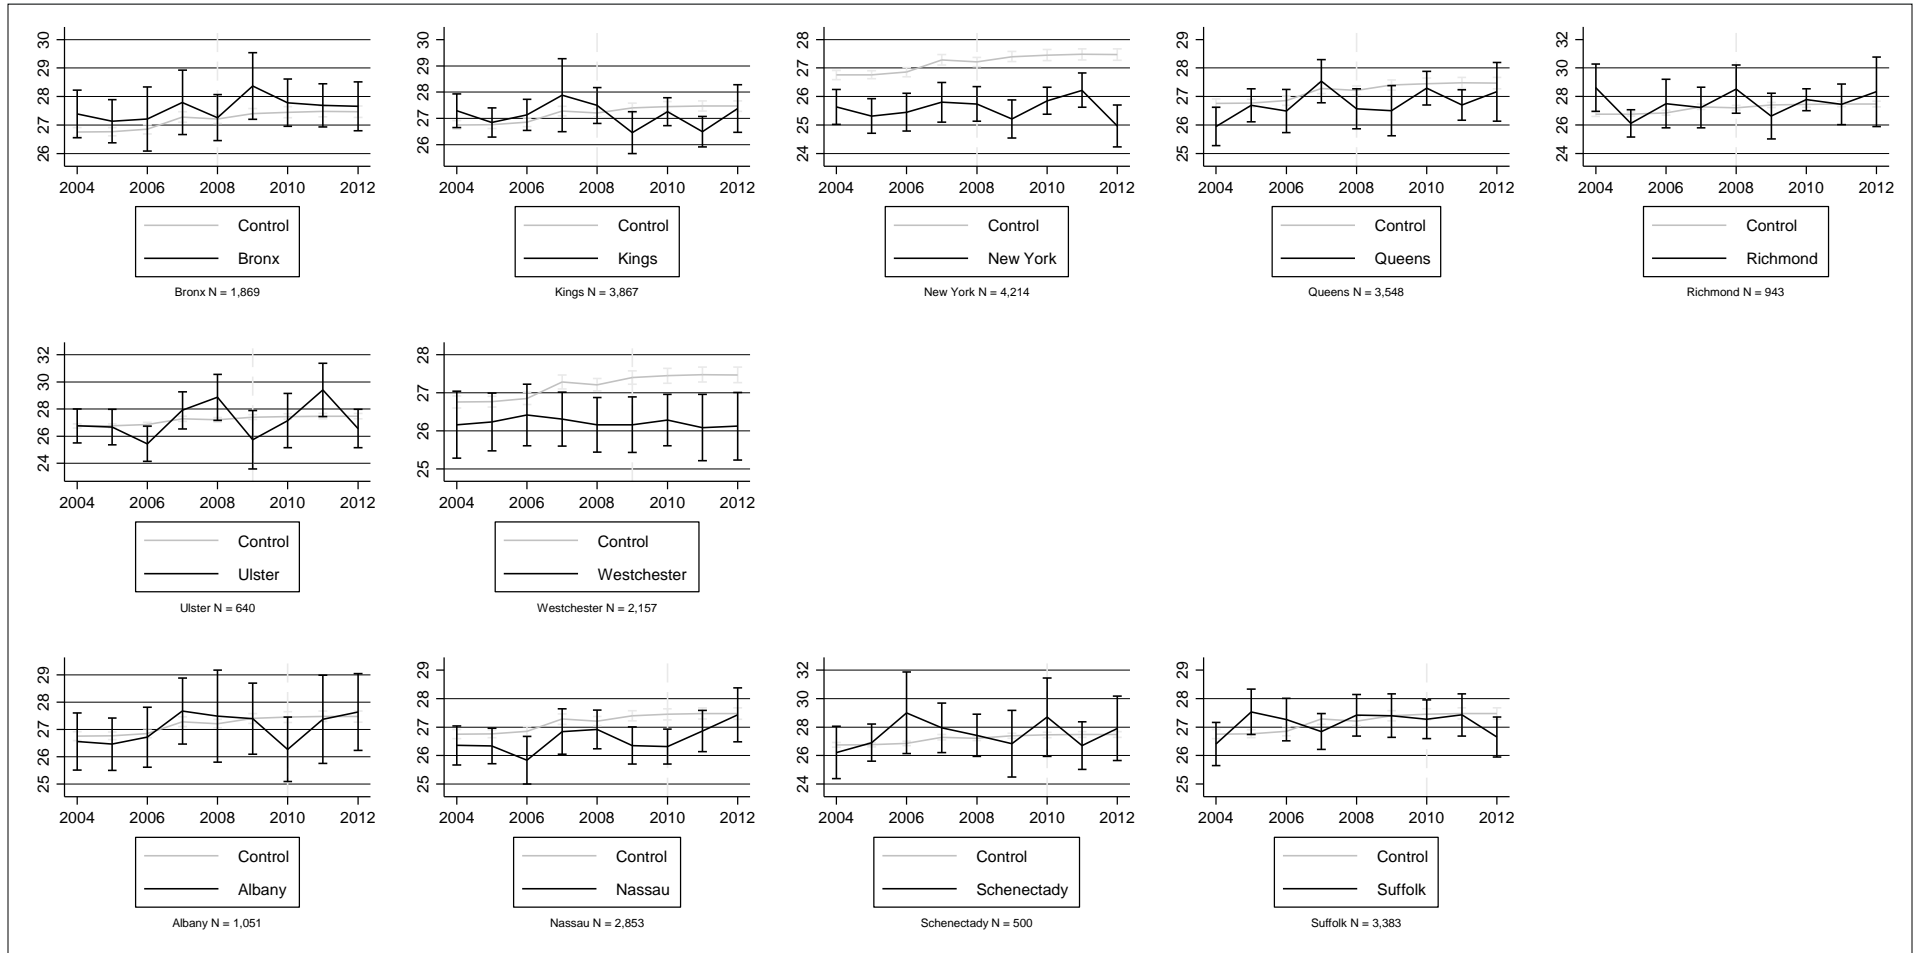 30
29
28
27
26
2004 2006 2008 2010 2012
Control
Bronx
Bronx N = 1,869
30
29
28
27
26
2004 2006 2008 2010 2012
Control
Kings
Kings N = 3,867
28
27
26
25
24
2004 2006 2008 2010 2012
Control
New York
New York N = 4,214
29
28
27
26
25
2004 2006 2008 2010 2012
Control
Queens
Queens N = 3,548
32
30
28
26
24
2004 2006 2008 2010 2012
Control
Richmond
Richmond N = 943
32
30
28
26
24
2004 2006 2008 2010 2012
Control
Ulster
Ulster N = 640
28
27
26
25
2004 2006 2008 2010 2012
Control
Westchester
Westchester N = 2,157
29
28
27
26
25
2004 2006 2008 2010 2012
Control
Albany
Albany N = 1,051
29
28
27
26
25
2004 2006 2008 2010 2012
Control
Nassau
Nassau N = 2,853
32
30
28
26
24
2004 2006 2008 2010 2012
Control
Schenectady
Schenectady N = 500
29
28
27
26
25
2004 2006 2008 2010 2012
Control
Suffolk
Suffolk N = 3,383